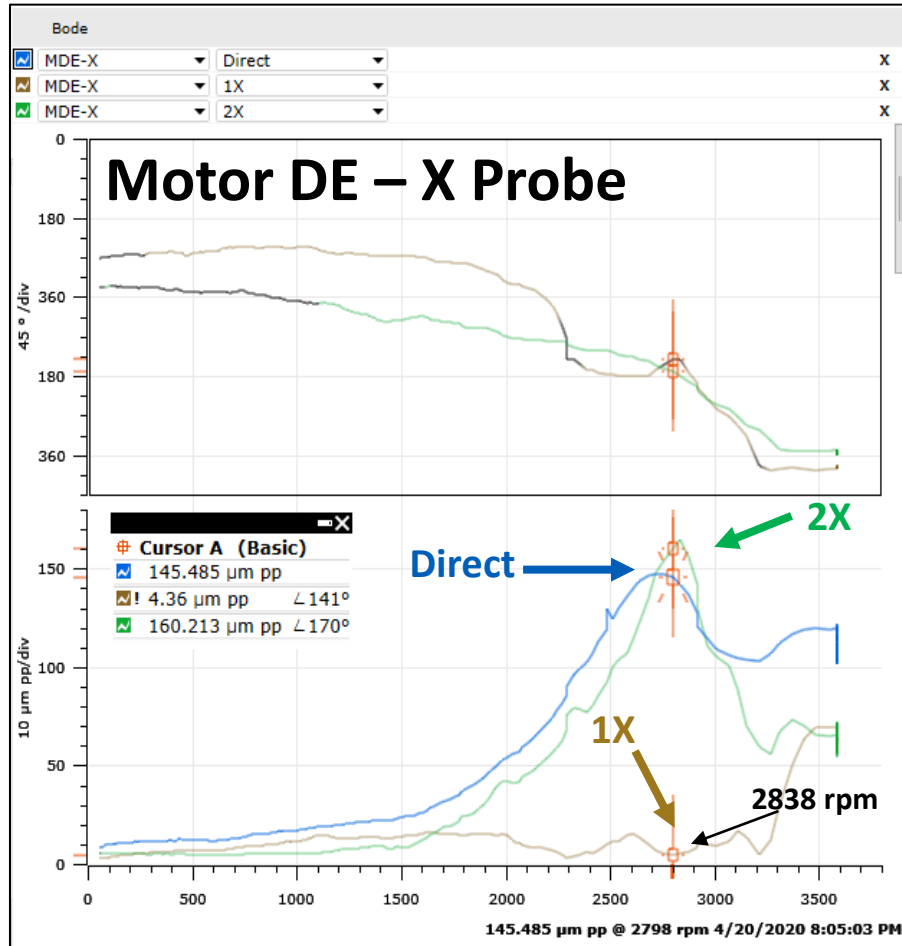 Bode
MDE-X Direct X
MDE-X 1X X
MDE-X 2X X
Motor DE – X Probe
0
180
360
180
360
45 °/div
Cursor A (Basic)
145.485 µm pp
! 4.36 µm pp ∠141°
160.213 µm pp ∠170°
Direct
2X
1X
2838 rpm
150
100
50
0
10 µm pp/div
0 500 1000 1500 2000 2500 3000 3500
145.485 µm pp @ 2798 rpm 4/20/2020 8:05:03 PM